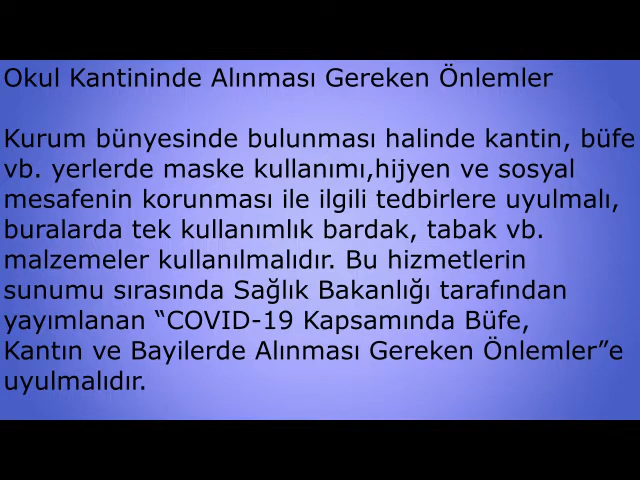 Okul Kantininde Alınması Gereken Önlemler
Kurum bünyesinde bulunması halinde kantin, büfe
vb. yerlerde maske kullanımı,hijyen ve sosyal
mesafenin korunması ile ilgili tedbirlere uyulmalı,
buralarda tek kullanımlık bardak, tabak vb.
malzemeler kullanılmalıdır. Bu hizmetlerin
sunumu sırasında Sağlık Bakanlığı tarafından
yayımlanan “COVID-19 Kapsamında Büfe,
Kantın ve Bayilerde Alınması Gereken Önlemler”e
uyulmalıdır.